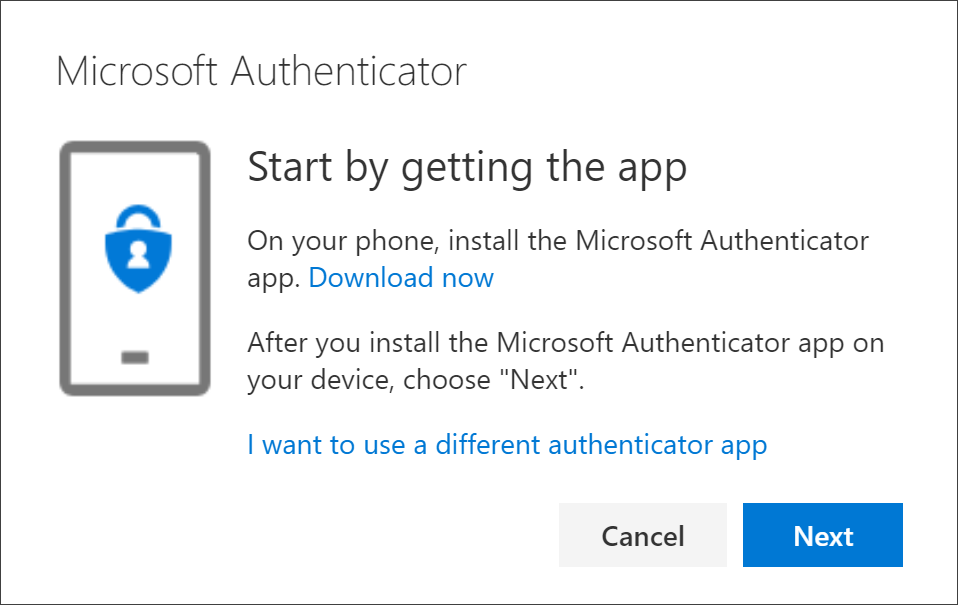 Microsoft Authenticator
Start by getting the app
On your phone, install the Microsoft Authenticator
app. Download now
After you install the Microsoft Authenticator app on
your device, choose "Next".
I want to use a different authenticator app
Cancel
Next